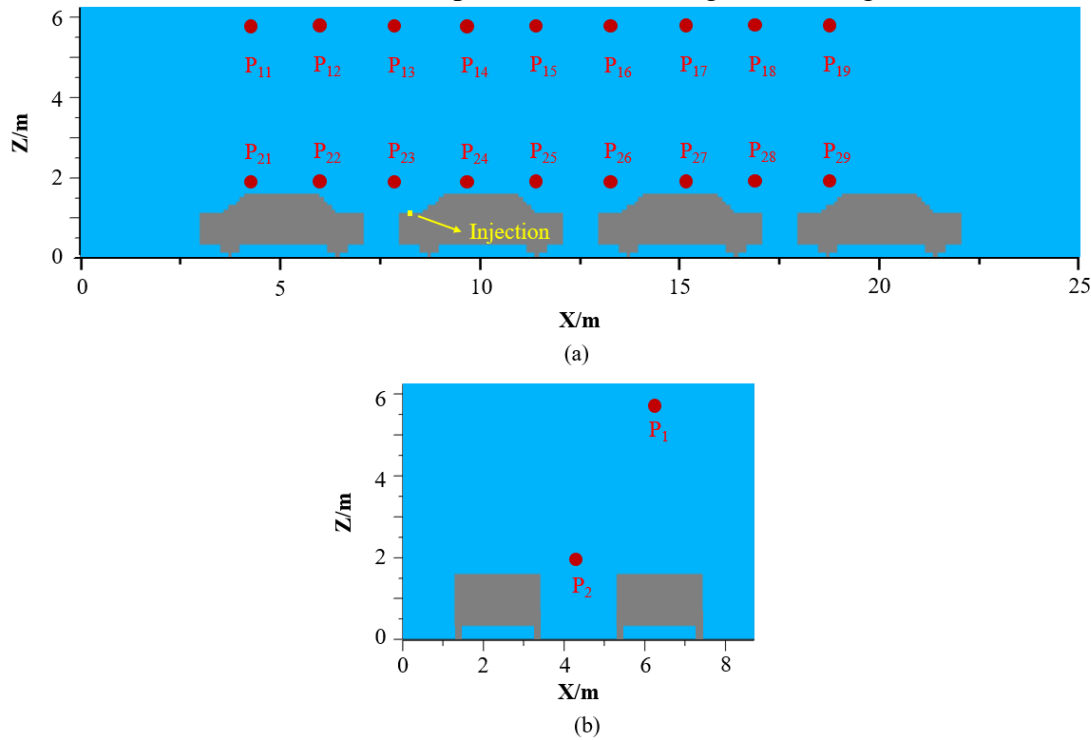 6
P11 P12 P13 P14 P15 P16 P17 P18 P19
4
Z/m
P21 P22 P23 P24 P25 P26 P27 P28 P29
2
Injection
0
0 5 10 15 20 25
X/m
(a)
6
P1
4
Z/m
2
P2
0
0 2 4 6 8
X/m
(b)